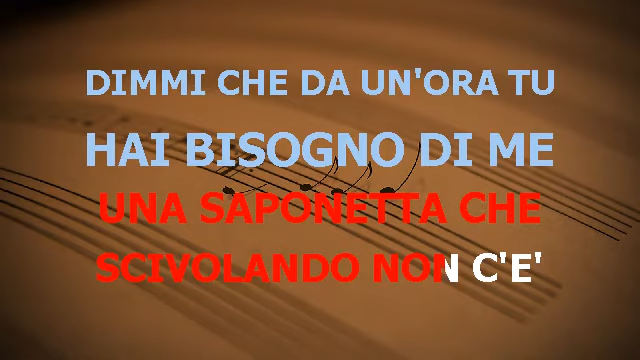 DIMMI CHE DA UN'ORA TU
HAI BISOGNO DI ME
UNA SAPONETTA CHE
SCIVOLANDO NON C'E'